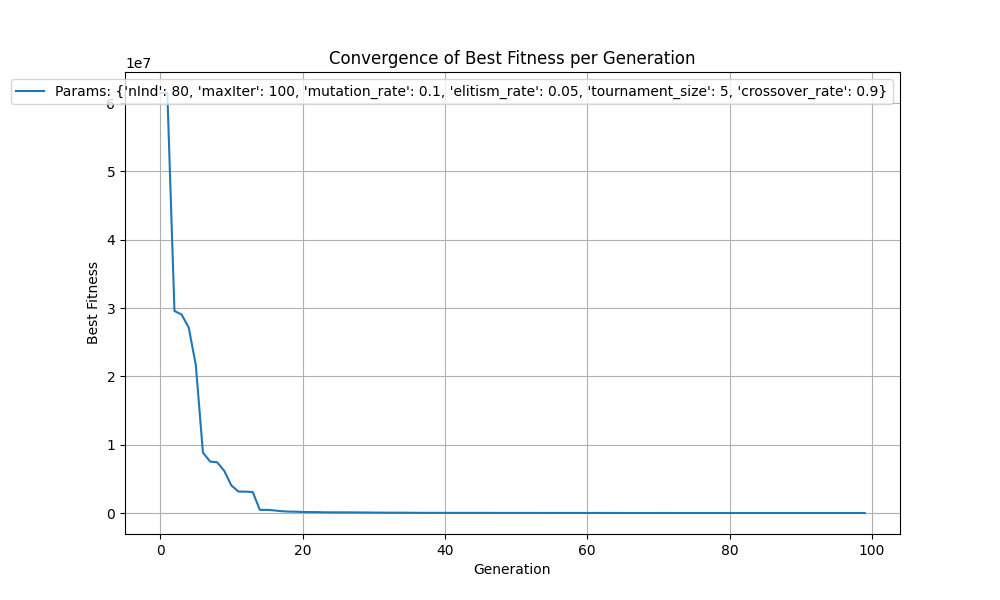 Convergence of Best Fitness per Generation
1e7
Params: {'nInd': 80, 'maxIter': 100, 'mutation_rate': 0.1, 'elitism_rate': 0.05, 'tournament_size': 5, 'crossover_rate': 0.9}
6
5
4
3
2
1
0
Best Fitness
0 20 40 60 80 100
Generation